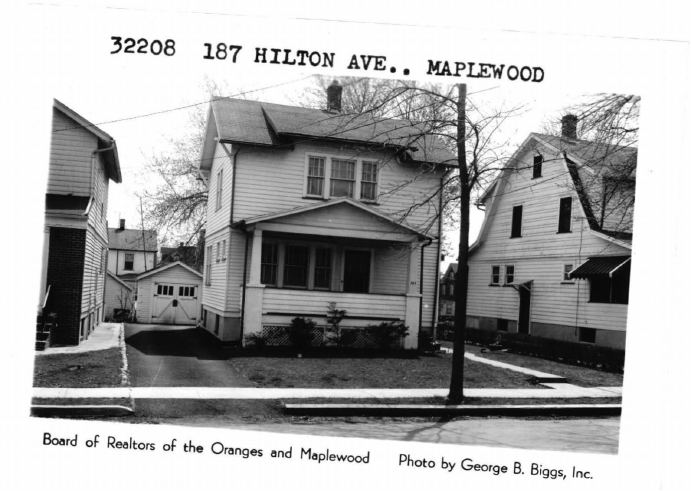 32208 187 HILTON AVE.. MAPLEWOOD
Board of Realtors of the Oranges and Maplewood Photo by George B. Biggs, Inc.